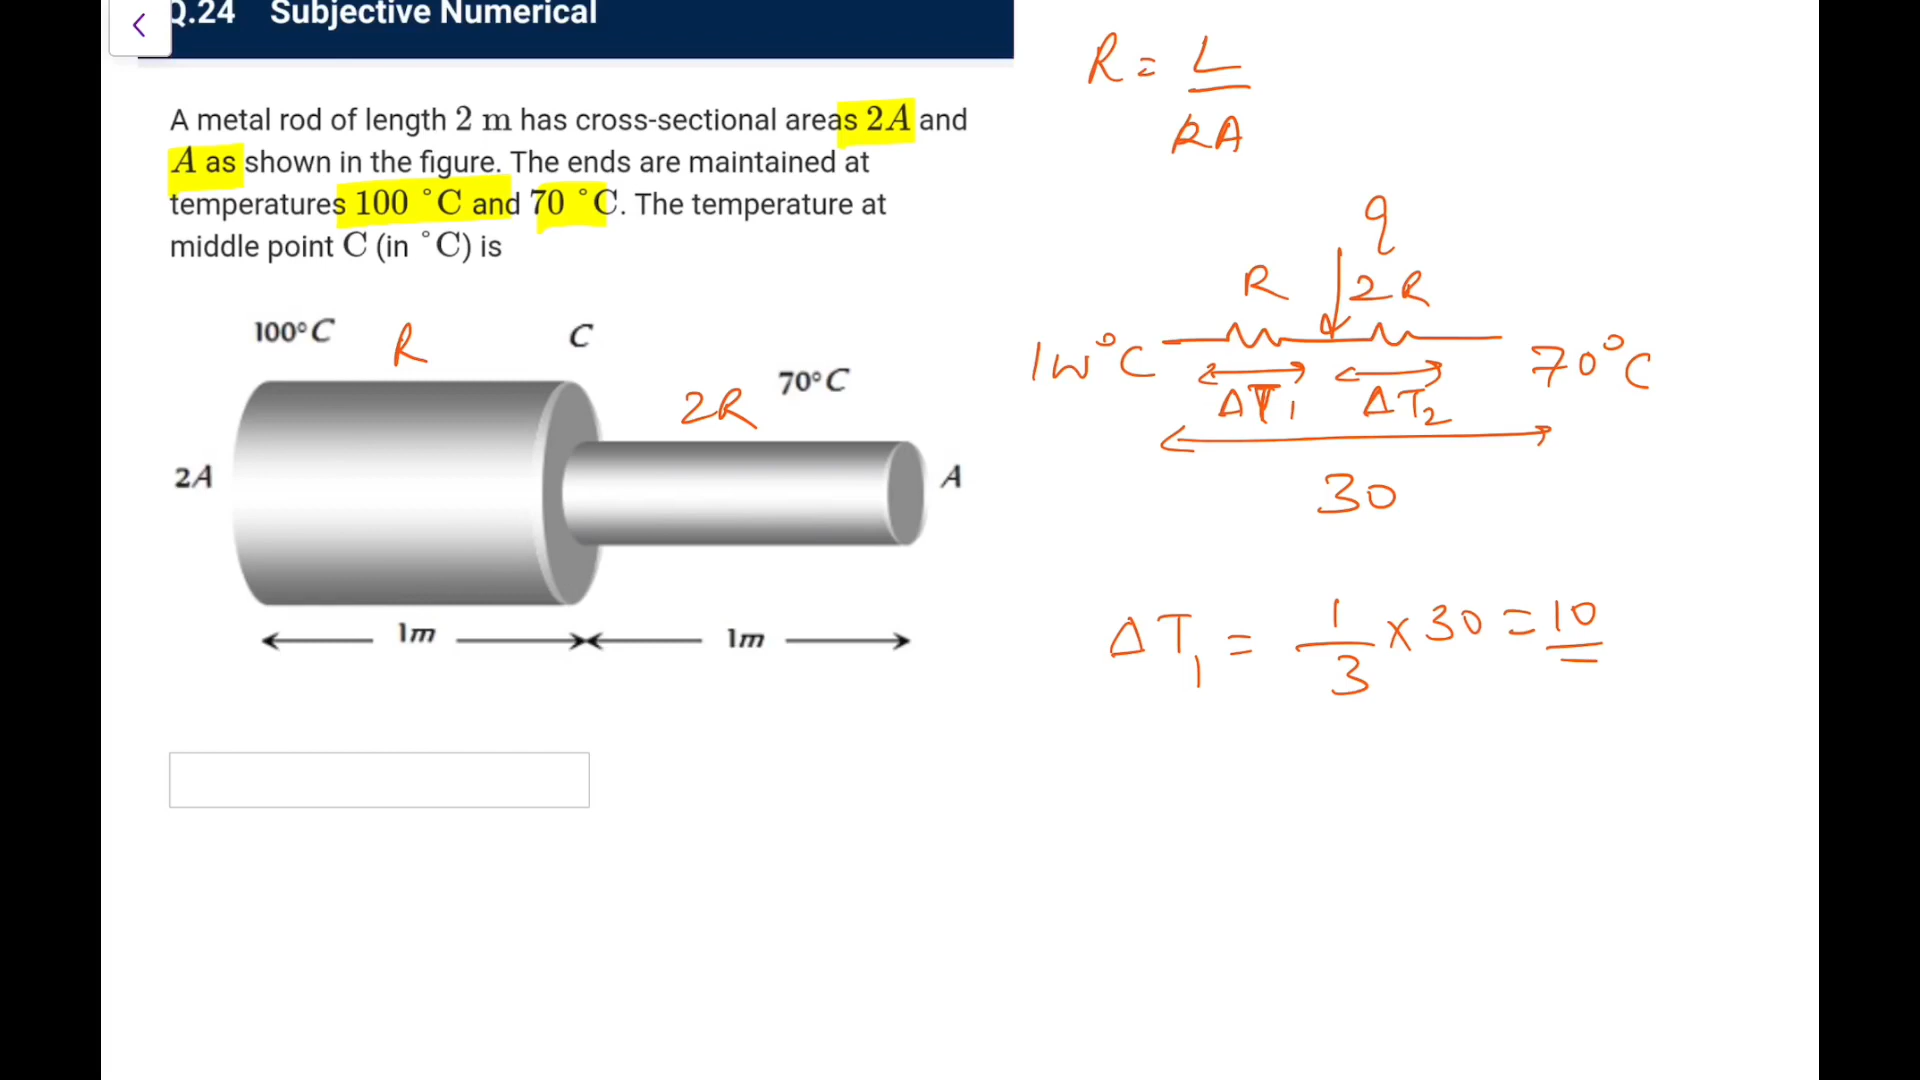 Q.24 Subjective Numerical
A metal rod of length 2 m has cross-sectional areas 2A and
A as shown in the figure. The ends are maintained at
temperatures 100 °C and 70 °C. The temperature at
middle point C (in °C) is
100°C R C
70°C
2R
2A
A
1m 1m
R = L
kA
q
R 2R
100°C 70°C
ΔT1 ΔT2
30
ΔT1 = 1/3 × 30 = 10